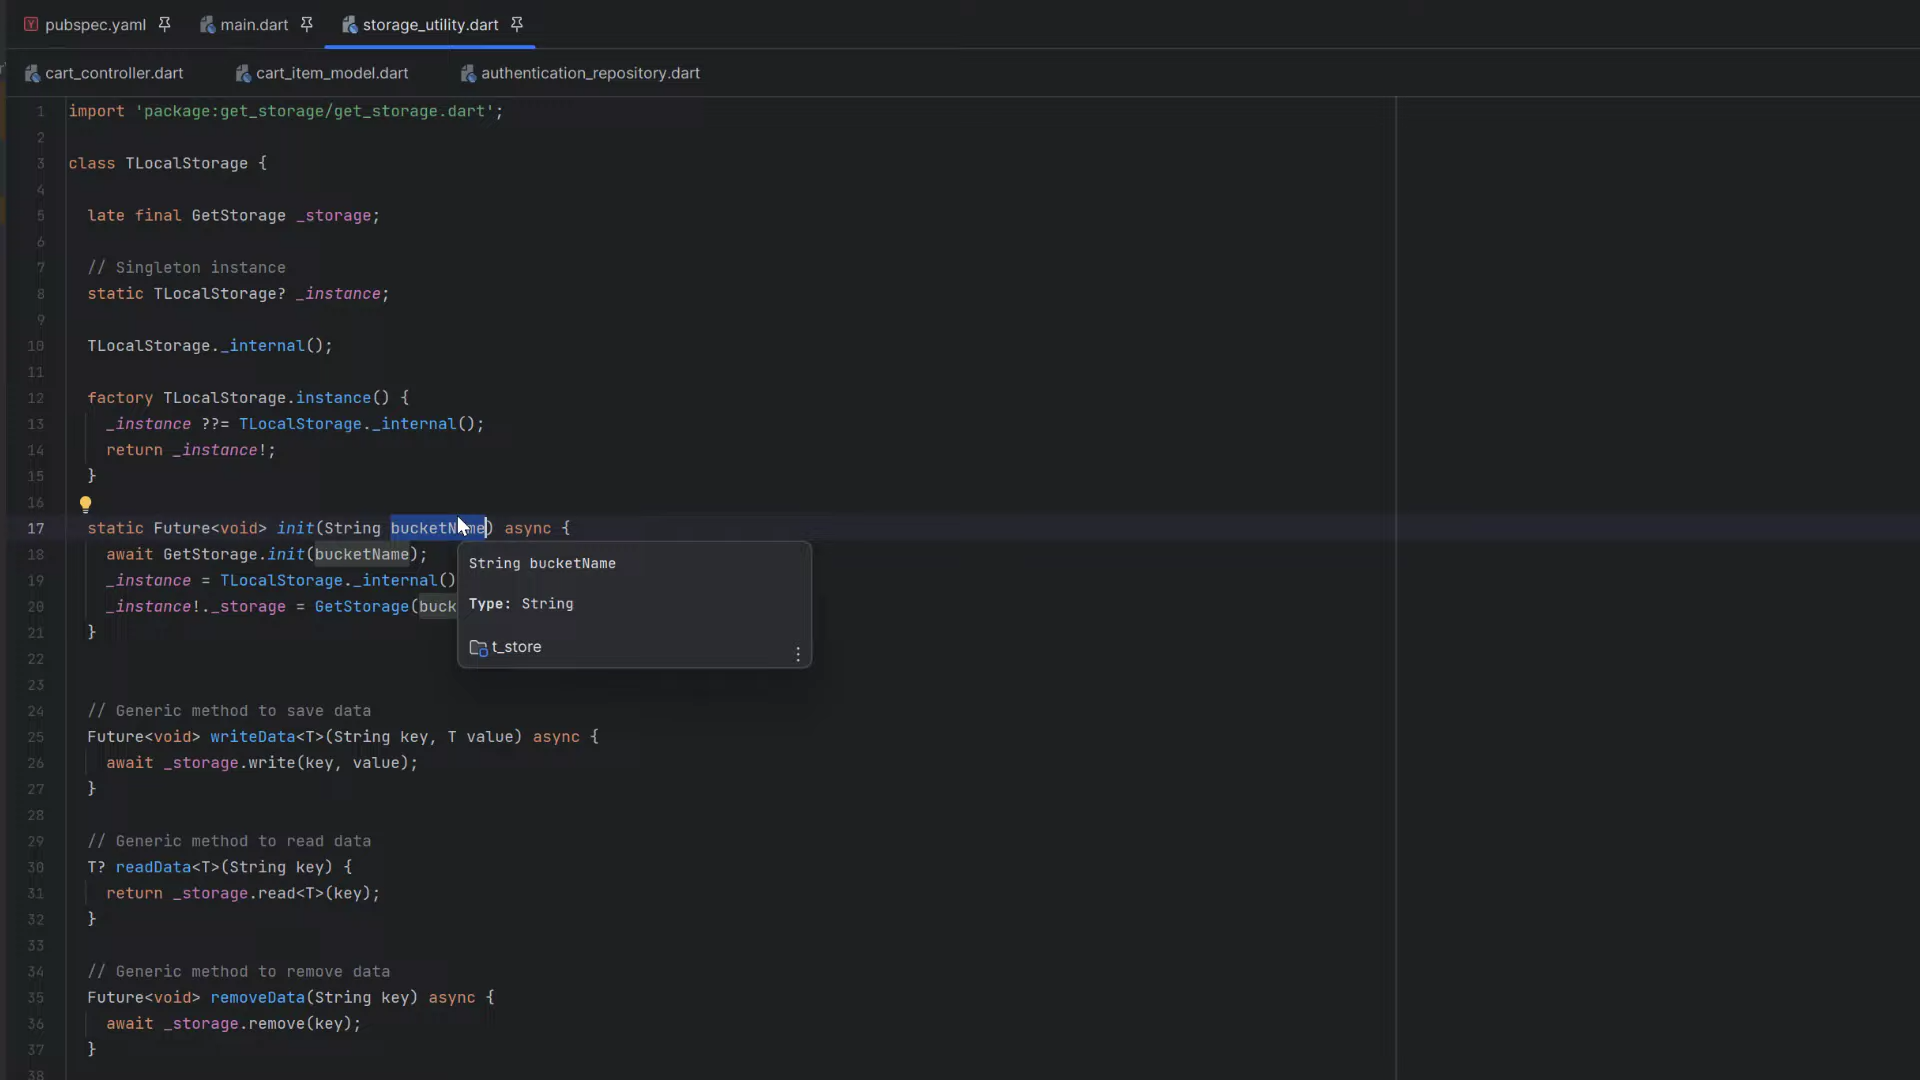 pubspec.yaml
main.dart
storage_utility.dart
cart_controller.dart
cart_item_model.dart
authentication_repository.dart
1 import 'package:get_storage/get_storage.dart';
2
3 class TLocalStorage {
4
5 late final GetStorage _storage;
6
7 // Singleton instance
8 static TLocalStorage? _instance;
9
10 TLocalStorage._internal();
11
12 factory TLocalStorage.instance() {
13 _instance ??= TLocalStorage._internal();
14 return _instance!;
15 }
16
17 static Future<void> init(String bucketName) async {
18 await GetStorage.init(bucketName);
19 _instance = TLocalStorage._internal()
20 _instance!._storage = GetStorage(buck
String bucketName
Type: String
t_store
21 }
22
23
24 // Generic method to save data
25 Future<void> writeData<T>(String key, T value) async {
26 await _storage.write(key, value);
27 }
28
29 // Generic method to read data
30 T? readData<T>(String key) {
31 return _storage.read<T>(key);
32 }
33
34 // Generic method to remove data
35 Future<void> removeData(String key) async {
36 await _storage.remove(key);
37 }
38